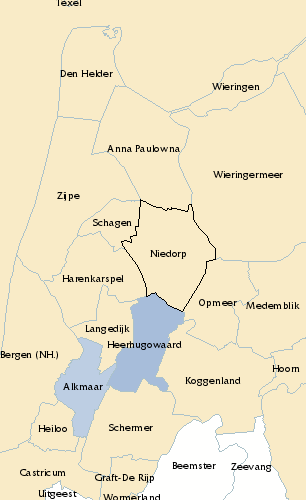 Texel
Den Helder
Wieringen
Anna Paulowna
Wieringermeer
Zijpe
Schagen
Niedorp
Harenkarspel
Opmeer
Medemblik
Langedijk
Heerhugowaard
Bergen (NH.)
Hoorn
Alkmaar
Koggenland
Heiloo
Schermer
Beemster
Zeevang
Castricum
Graft-De Rijp
Uitgeest
Wormerland